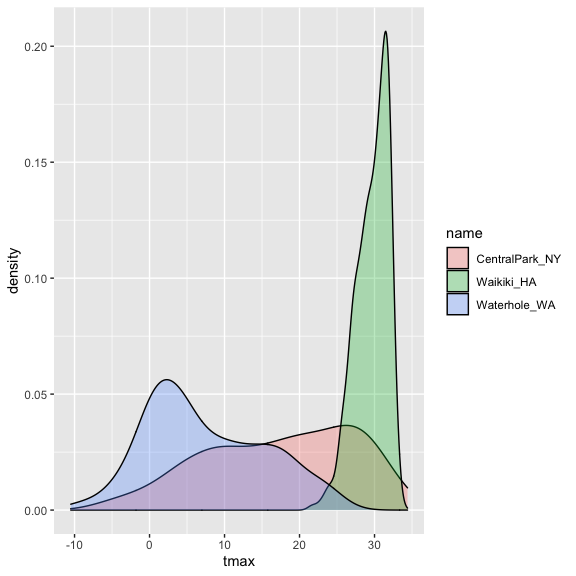 0.20
0.15
0.10
0.05
0.00
density
-10 0 10 20 30
tmax
name
CentralPark_NY
Waikiki_HA
Waterhole_WA